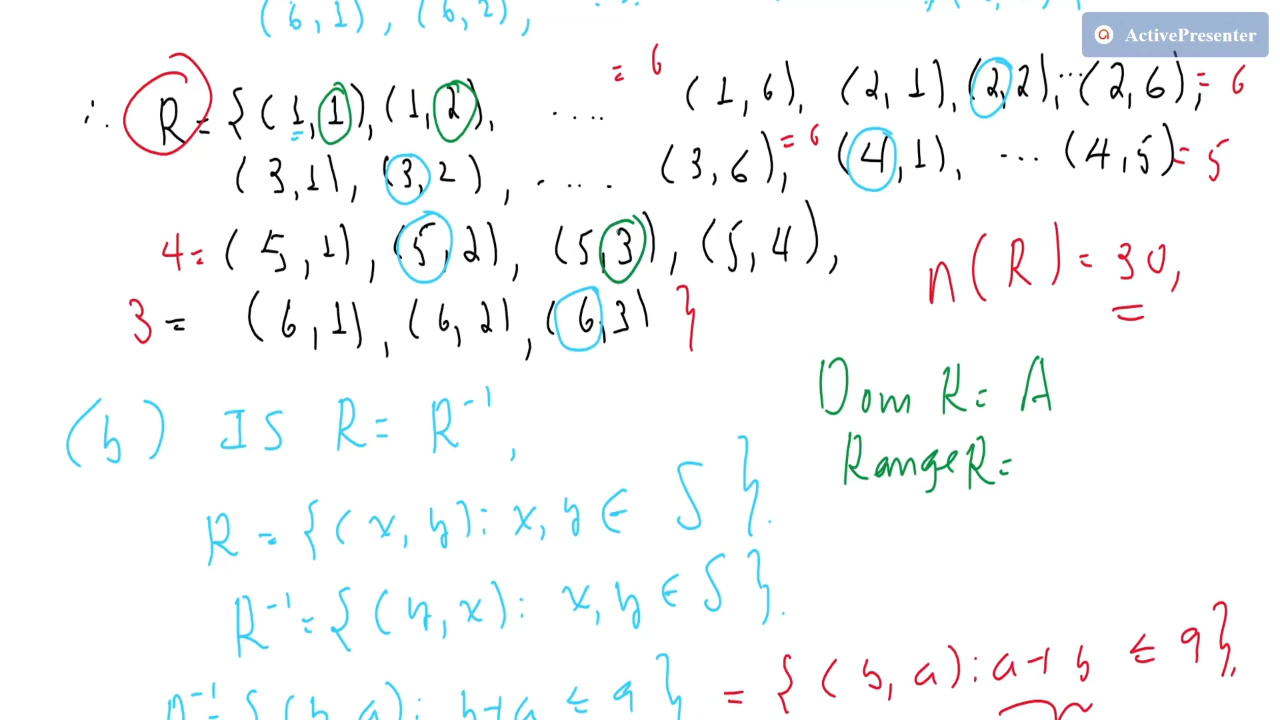 (6,1), (6,2),
ActivePresenter
∴ R = {(1,1), (1,2), .... = 6 (1,6), (2,1), (2,2), ...(2,6), = 6
(3,1), (3,2), ..... (3,6) = 6, (4,1), ... (4,5) = 5
4 = (5,1), (5,2), (5,3), (5,4),
n(R) = 30,
3 = (6,1), (6,2), (6,3) }
Dom R = A
(b) IS R = R⁻¹,
Range R =
R = {(x, y): x, y ∈ S}.
R⁻¹ = {(y, x): x, y ∈ S}.
R⁻¹ = {(b, a): b+a ≤ 9} = {(b, a): a+b ≤ 9},